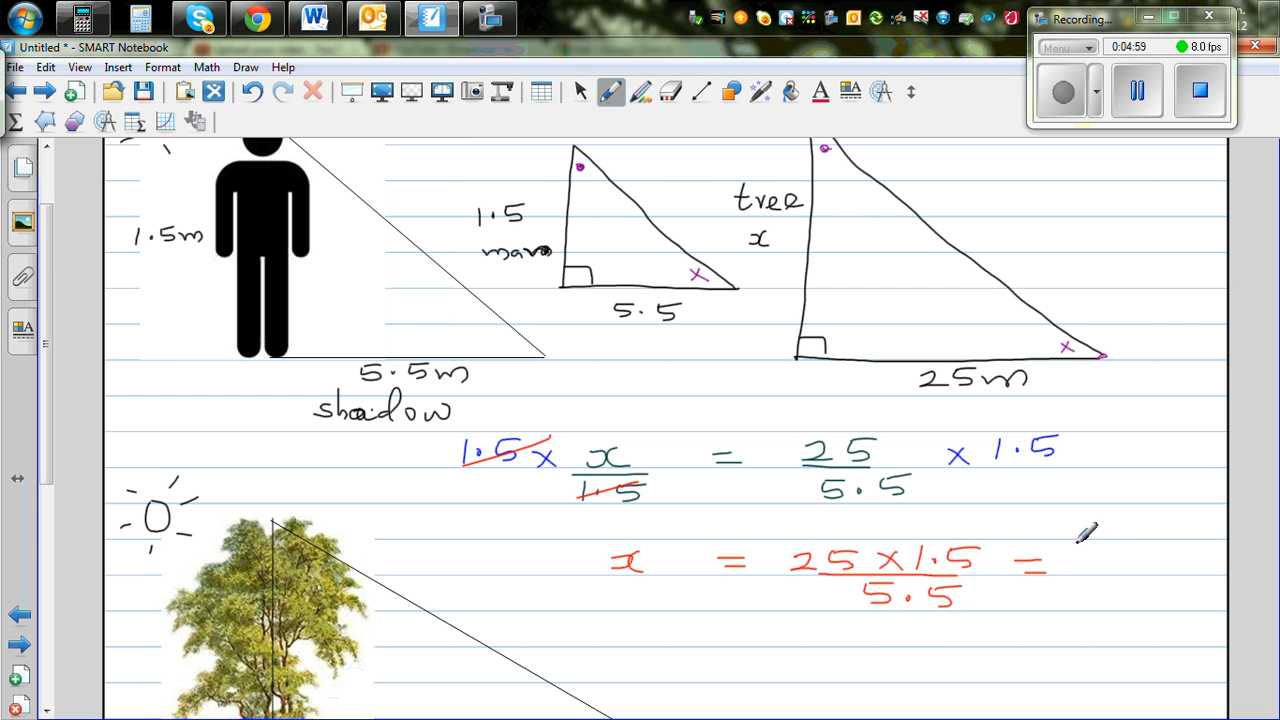 12
Recording...
Menu
0:04:59
8.0 fps
Untitled * - SMART Notebook
File Edit View Insert Format Math Draw Help
1.5m
1.5
man
5.5
tree
x
x
x
25m
5.5m
shadow
1.5 × x/1.5 = 25/5.5 × 1.5
x = 25 × 1.5/5.5 =